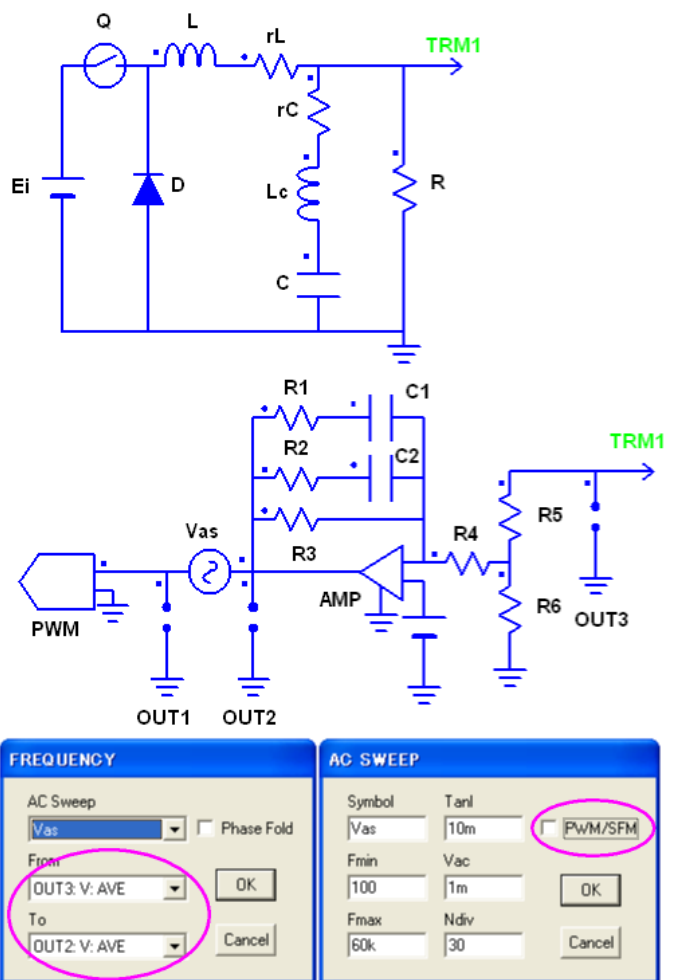 Q
L
rL
TRM1
rC
Ei
D
Lc
R
C
R1
C1
R2
C2
TRM1
Vas
R3
R4
R5
AMP
R6
OUT3
PWM
OUT1
OUT2
FREQUENCY
AC Sweep
Vas
Phase Fold
From
OUT3: V: AVE
OK
To
OUT2: V: AVE
Cancel
AC SWEEP
Symbol
Tanl
Vas
10m
PWM/SFM
Fmin
Vac
100
1m
OK
Fmax
Ndiv
60k
30
Cancel